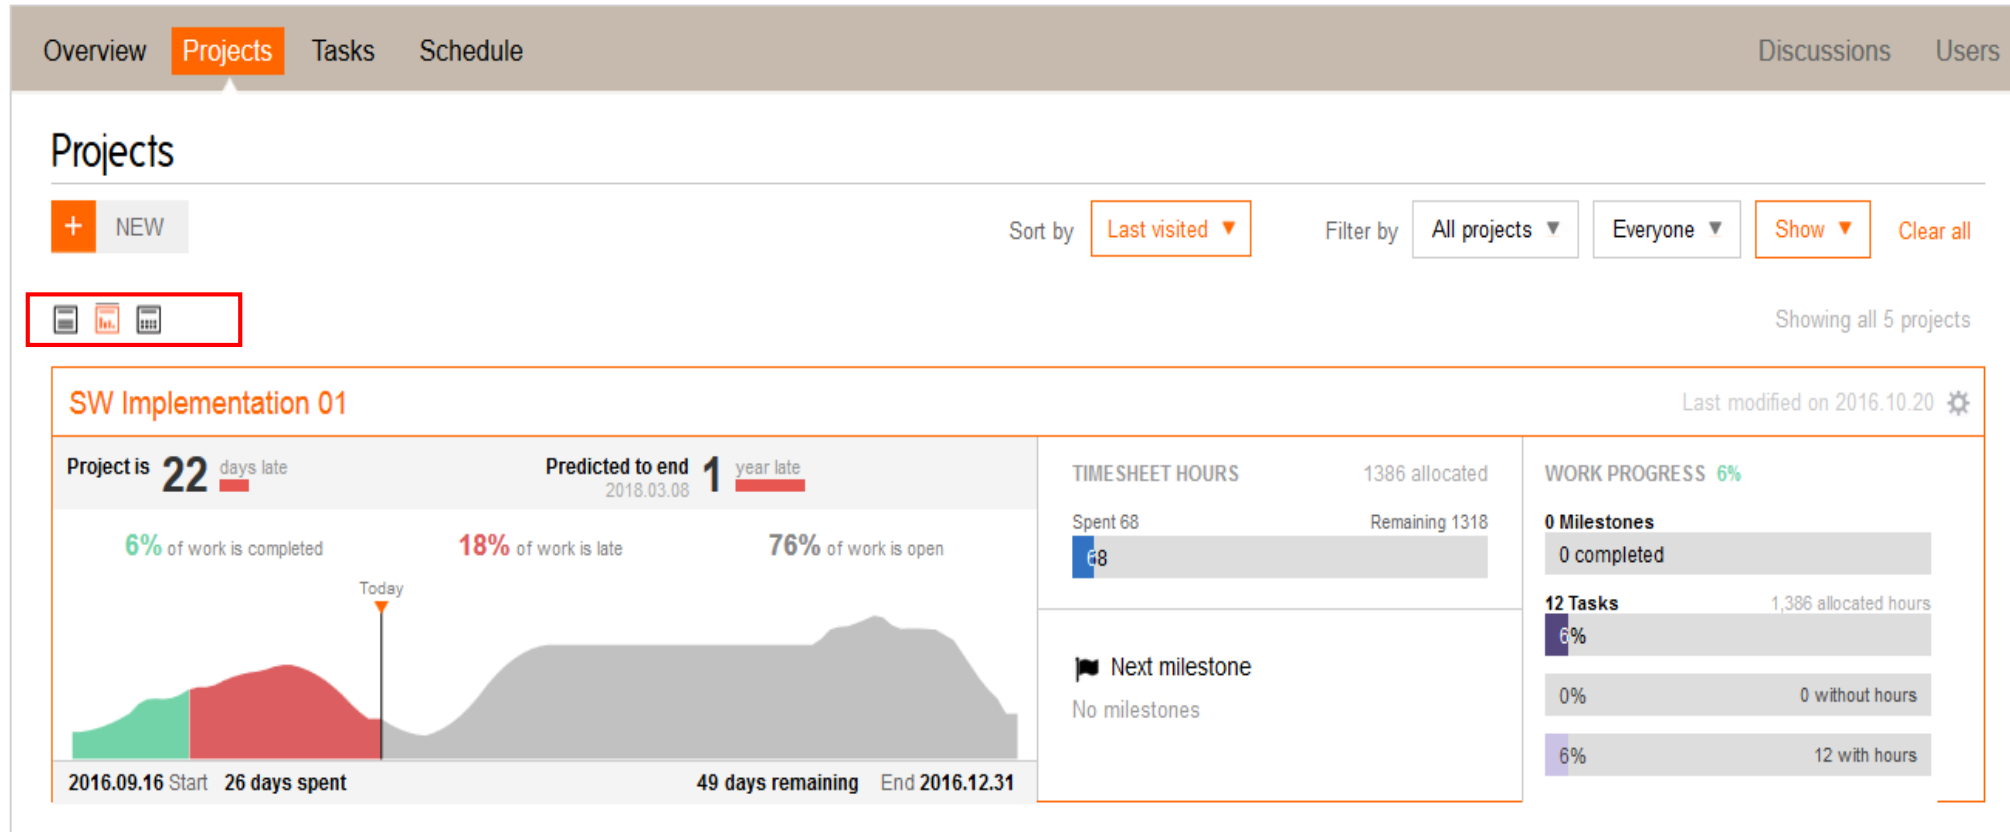 Overview Projects Tasks Schedule Discussions Users
Projects
+ NEW Sort by Last visited ▼ Filter by All projects ▼ Everyone ▼ Show ▼ Clear all
Showing all 5 projects
SW Implementation 01 Last modified on 2016.10.20
Project is 22 days late Predicted to end 2018.03.08 1 year late
6% of work is completed 18% of work is late 76% of work is open
Today
2016.09.16 Start 26 days spent 49 days remaining End 2016.12.31
TIMESHEET HOURS 1386 allocated
Spent 68 Remaining 1318
68
Next milestone
No milestones
WORK PROGRESS 6%
0 Milestones
0 completed
12 Tasks 1,386 allocated hours
6%
0% 0 without hours
6% 12 with hours